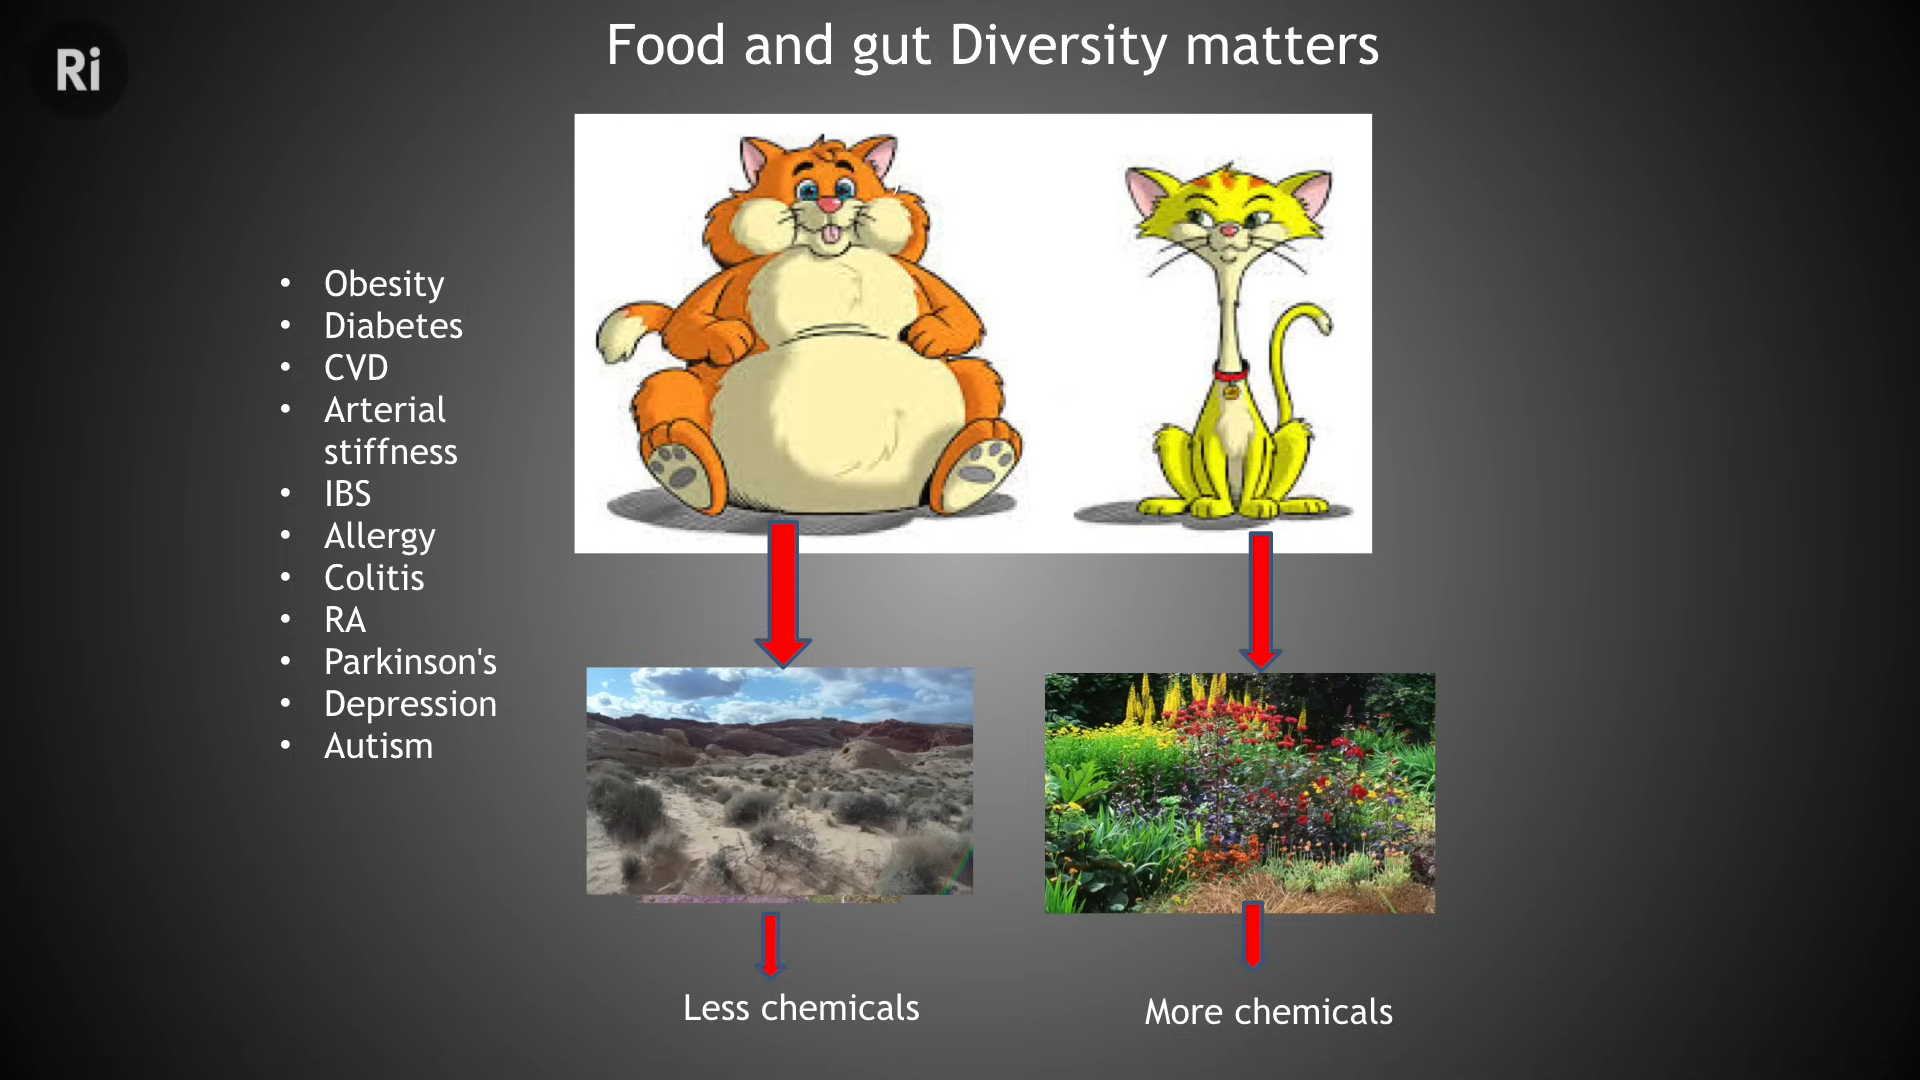 Ri
Food and gut Diversity matters
• Obesity
• Diabetes
• CVD
• Arterial
stiffness
• IBS
• Allergy
• Colitis
• RA
• Parkinson's
• Depression
• Autism
Less chemicals
More chemicals